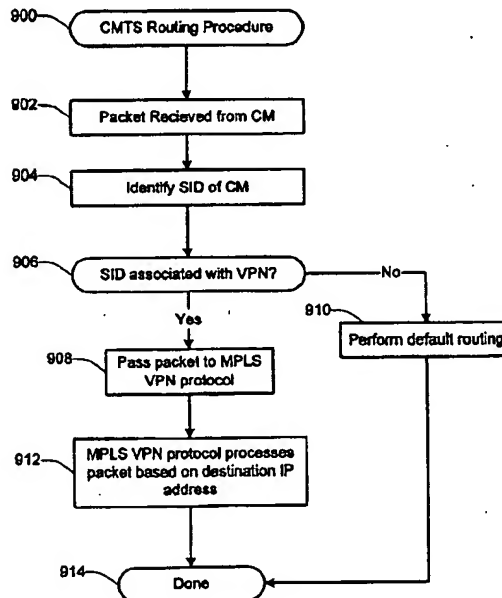 900
CMTS Routing Procedure
902
Packet Recieved from CM
904
Identify SID of CM
906
SID associated with VPN?
No
Yes
910
Perform default routing
908
Pass packet to MPLS
VPN protocol
912
MPLS VPN protocol processes
packet based on destination IP
address
914
Done